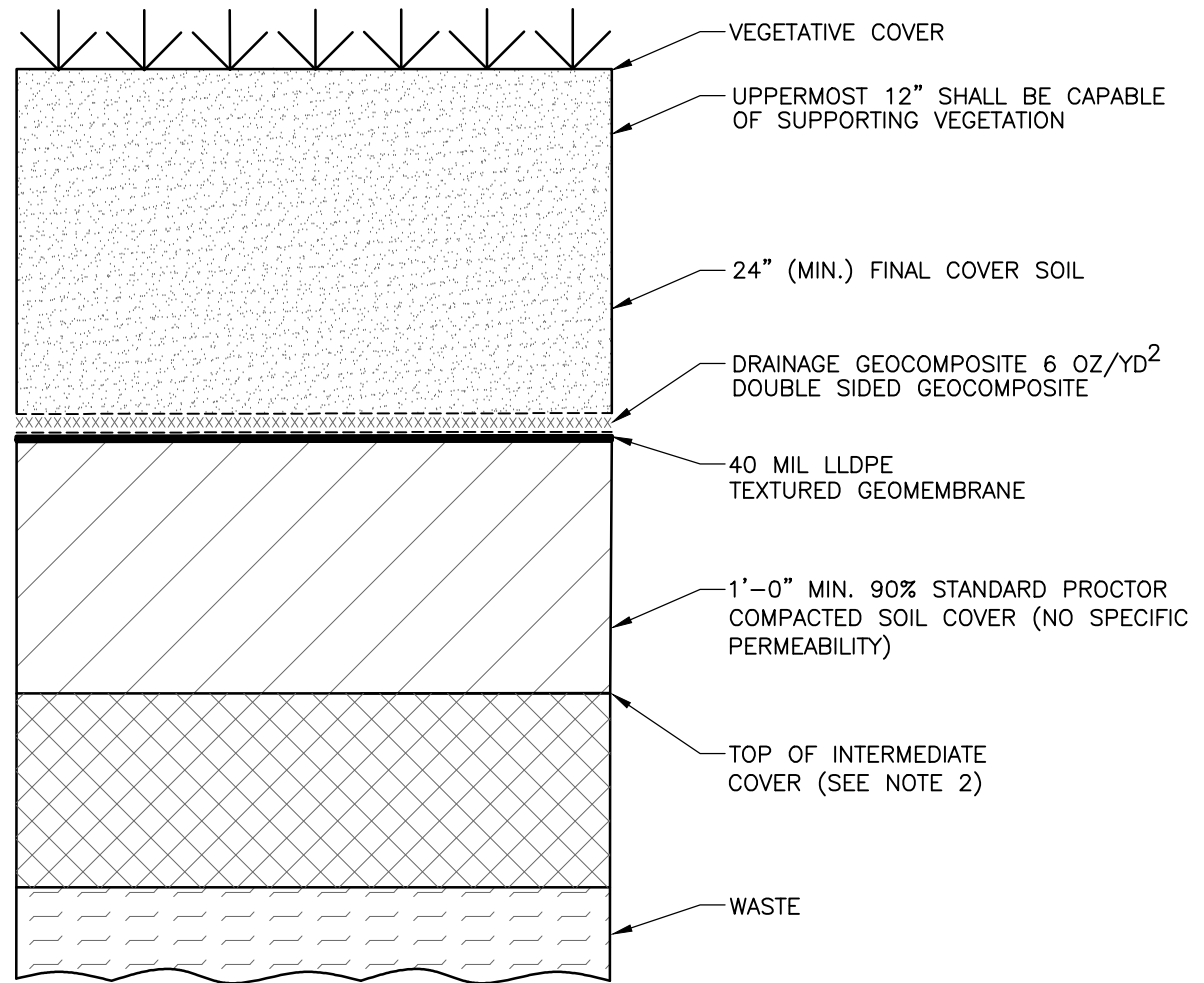 VEGETATIVE COVER
UPPERMOST 12” SHALL BE CAPABLE
OF SUPPORTING VEGETATION
24” (MIN.) FINAL COVER SOIL
DRAINAGE GEOCOMPOSITE 6 OZ/YD²
DOUBLE SIDED GEOCOMPOSITE
40 MIL LLDPE
TEXTURED GEOMEMBRANE
1’-0” MIN. 90% STANDARD PROCTOR
COMPACTED SOIL COVER (NO SPECIFIC
PERMEABILITY)
TOP OF INTERMEDIATE
COVER (SEE NOTE 2)
WASTE